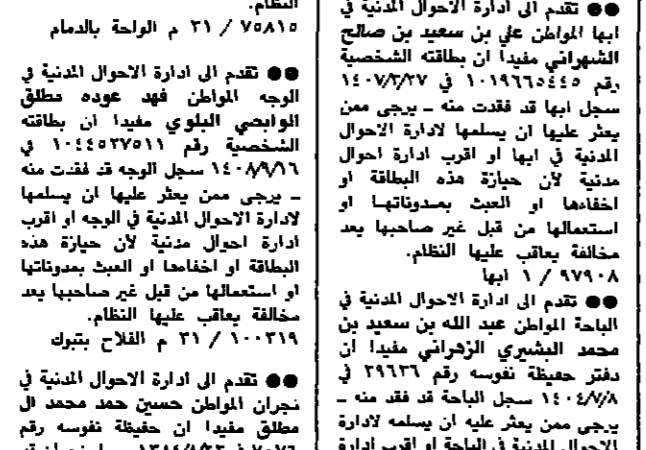 ●● تقدم الى ادارة الاحوال المدنية في
ابها المواطن علي بن سعيد بن صالح
الشهراني مفيدا ان بطاقته الشخصية
رقم ١٠١٩٦٦٥٤٤٥ في ١٤٠٧/٣/٢٧
سجل ابها قد فقدت منه ـ يرجى ممن
يعثر عليها ان يسلمها لادارة الاحوال
المدنية في ابها او اقرب ادارة احوال
مدنية لأن حيازة هذه البطاقة او
اخفاءها او العبث بمدوناتها او
استعمالها من قبل غير صاحبها يعد
مخالفة يعاقب عليها النظام.
٩٧٩٠٨ / ١ ابها
●● تقدم الى ادارة الاحوال المدنية في
الباحة المواطن عبد الله بن سعيد بن
محمد البشيري الزهراني مفيدا ان
دفتر حفيظة نفوسه رقم ٢٩٦٣٦ في
١٤٠٤/٧/٨ سجل الباحة قد فقد منه ـ
يرجى ممن يعثر عليه ان يسلمه لادارة
الاحوال المدنية في الباحة او اقرب ادارة
النظام.
٧٥٨١٥ / ٣١ م الواحة بالدمام
●● تقدم الى ادارة الاحوال المدنية في
الوجه المواطن فهد عوده مطلق
الوابصي البلوي مفيدا ان بطاقته
الشخصية رقم ١٠٤٤٥٢٧٥١١ في
١٤٠٨/٩/١٦ سجل الوجه قد فقدت منه
ـ يرجى ممن يعثر عليها ان يسلمها
لادارة الاحوال المدنية في الوجه او اقرب
ادارة احوال مدنية لأن حيازة هذه
البطاقة او اخفاءها او العبث بمدوناتها
او استعمالها من قبل غير صاحبها يعد
مخالفة يعاقب عليها النظام.
١٠٠٣١٩ / ٣١ م الفلاح بتبوك
●● تقدم الى ادارة الاحوال المدنية في
نجران المواطن حسين حمد محمد ال
مطلق مفيدا ان حفيظة نفوسه رقم